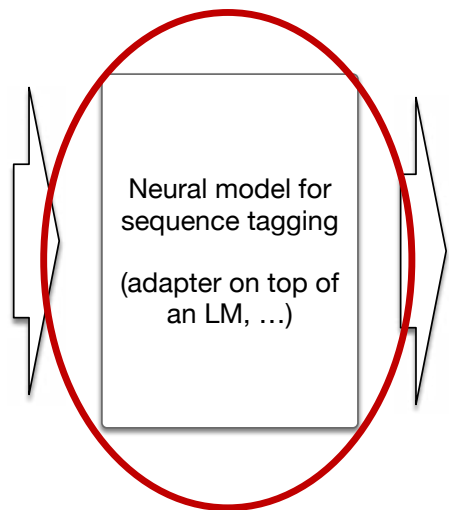 Neural model for
sequence tagging
(adapter on top of
an LM, …)